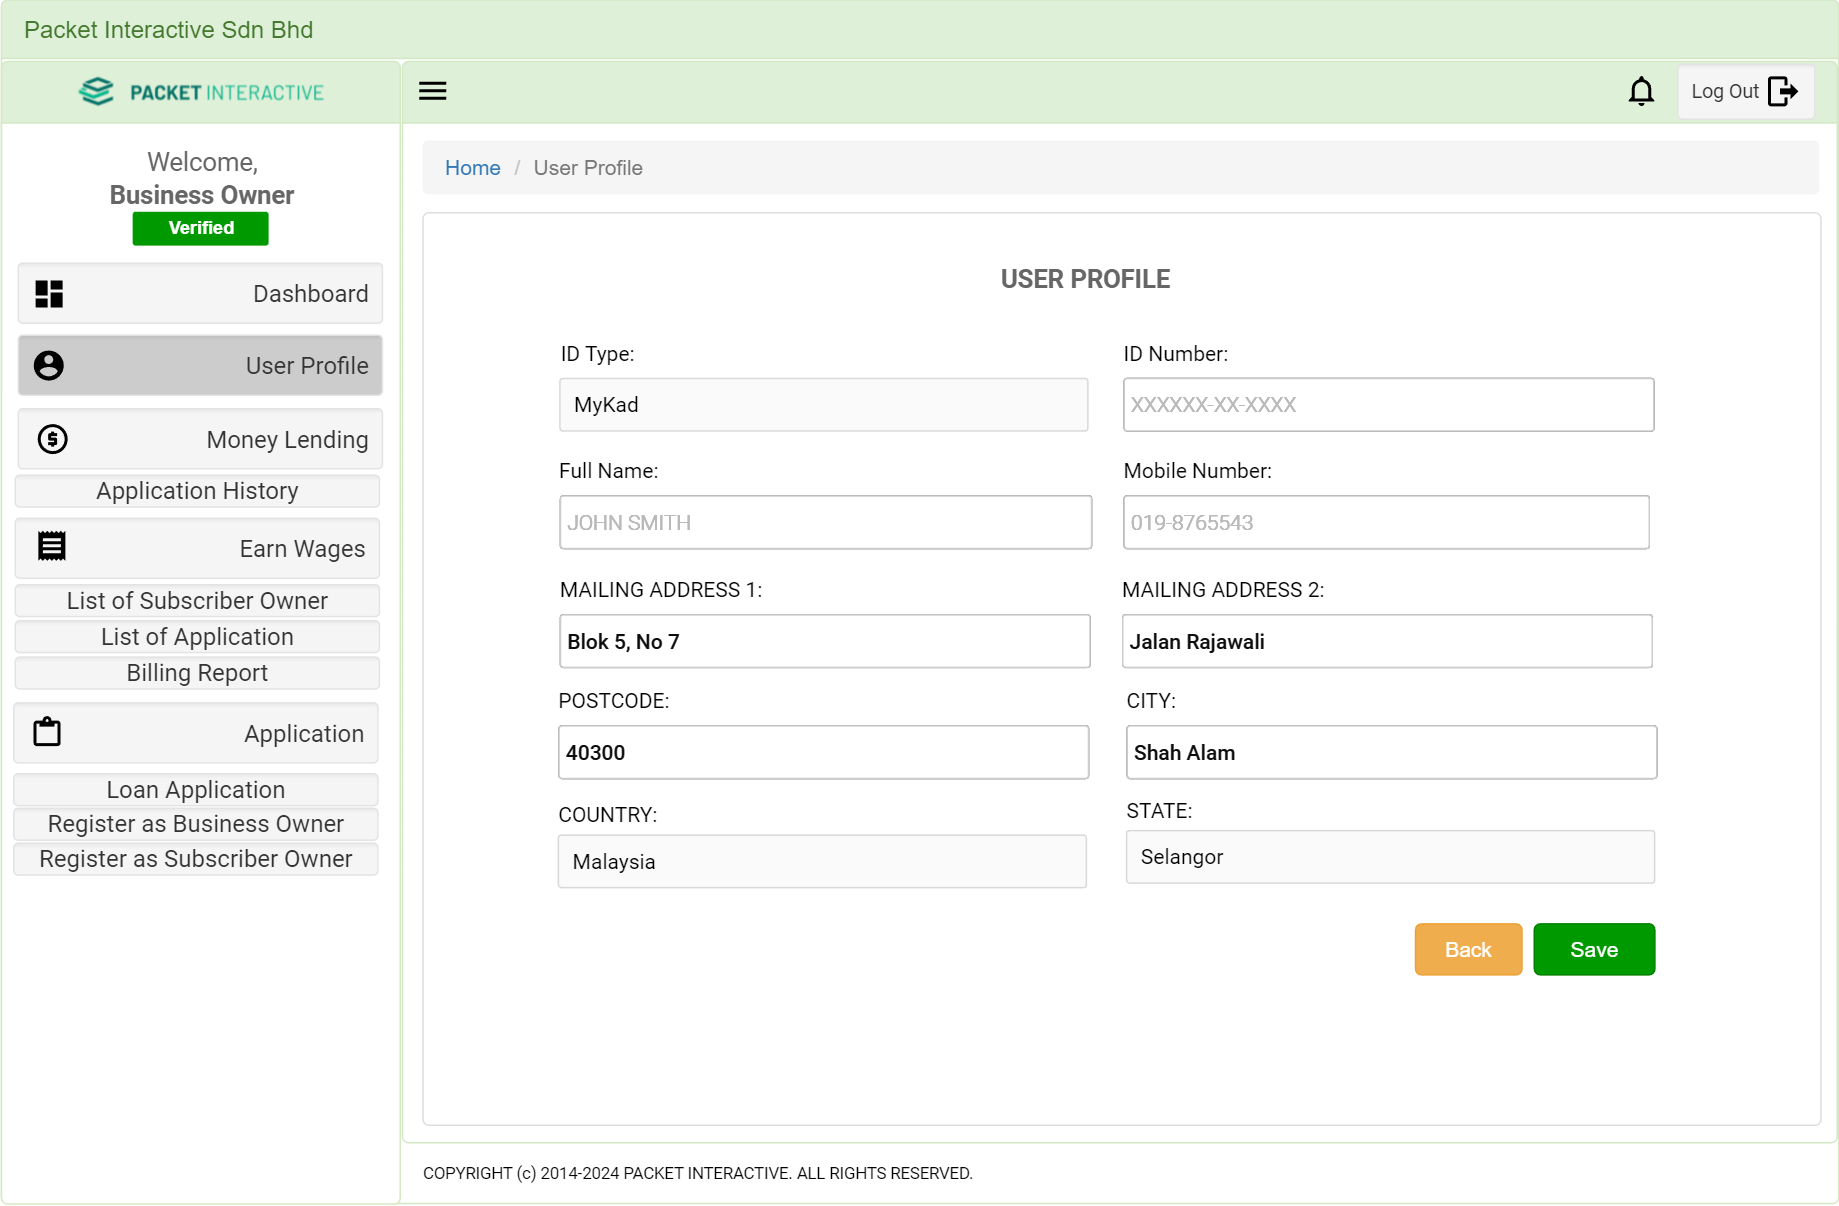 Packet Interactive Sdn Bhd
PACKET INTERACTIVE
Log Out
Welcome,
Business Owner
Verified
Dashboard
User Profile
Money Lending
Application History
Earn Wages
List of Subscriber Owner
List of Application
Billing Report
Application
Loan Application
Register as Business Owner
Register as Subscriber Owner
Home / User Profile
USER PROFILE
ID Type:
MyKad
ID Number:
XXXXXX-XX-XXXX
Full Name:
JOHN SMITH
Mobile Number:
019-8765543
MAILING ADDRESS 1:
Blok 5, No 7
MAILING ADDRESS 2:
Jalan Rajawali
POSTCODE:
40300
CITY:
Shah Alam
COUNTRY:
Malaysia
STATE:
Selangor
Back
Save
COPYRIGHT (c) 2014-2024 PACKET INTERACTIVE. ALL RIGHTS RESERVED.